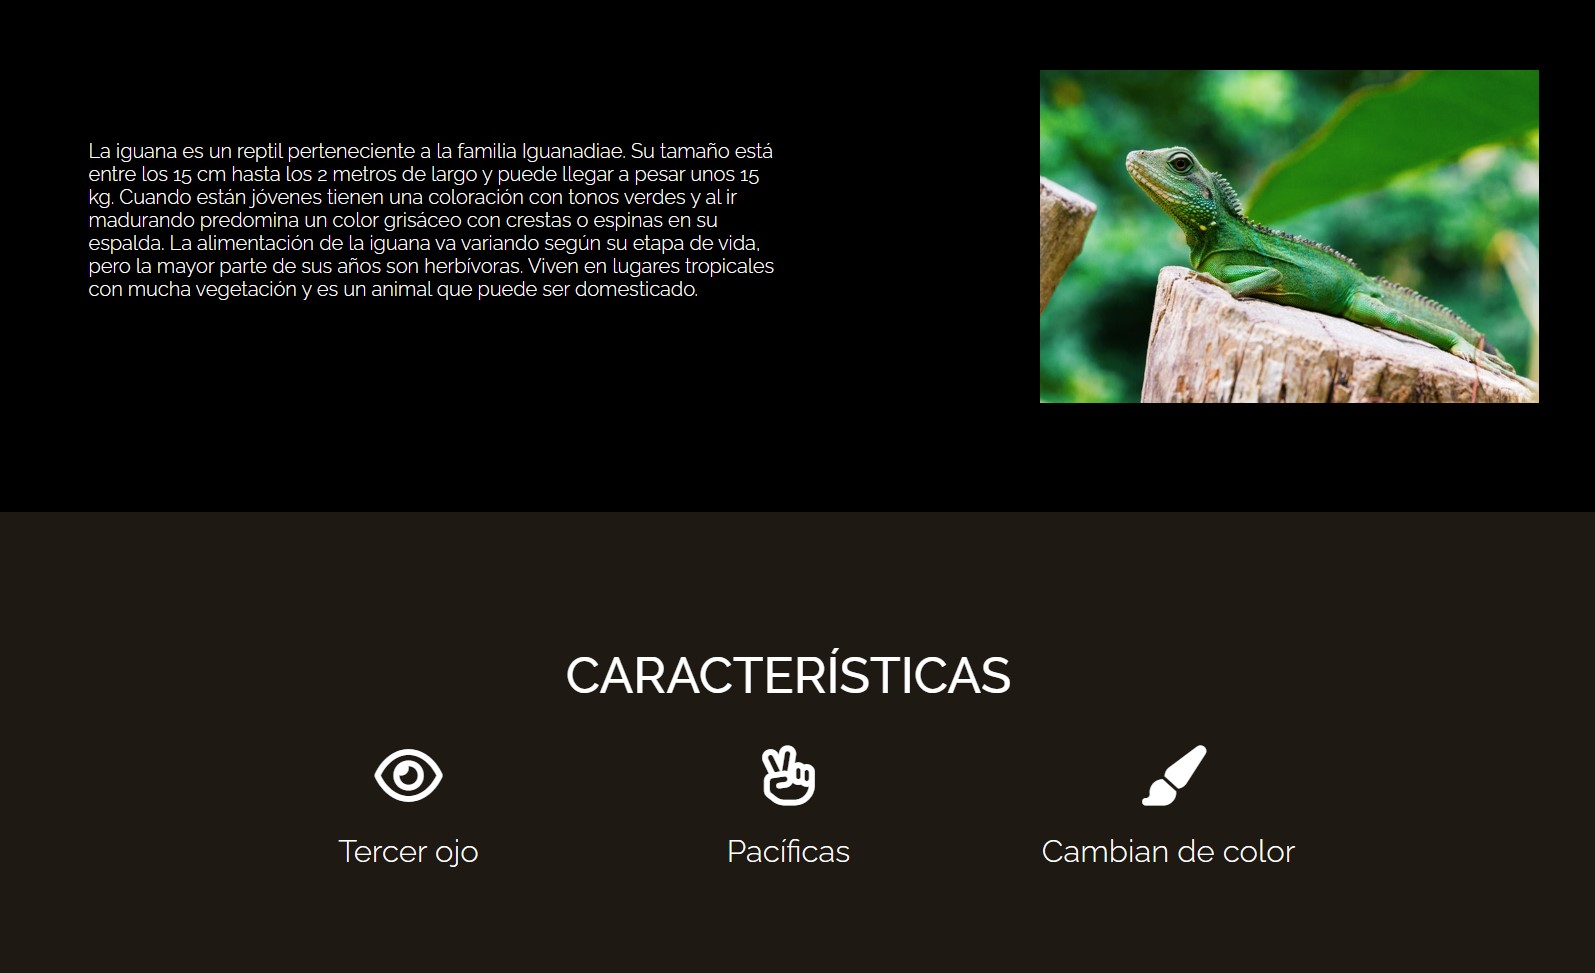 La iguana es un reptil perteneciente a la familia Iguanadiae. Su tamaño está
entre los 15 cm hasta los 2 metros de largo y puede llegar a pesar unos 15
kg. Cuando están jóvenes tienen una coloración con tonos verdes y al ir
madurando predomina un color grisáceo con crestas o espinas en su
espalda. La alimentación de la iguana va variando según su etapa de vida,
pero la mayor parte de sus años son herbívoras. Viven en lugares tropicales
con mucha vegetación y es un animal que puede ser domesticado.
CARACTERÍSTICAS
Tercer ojo
Pacíficas
Cambian de color